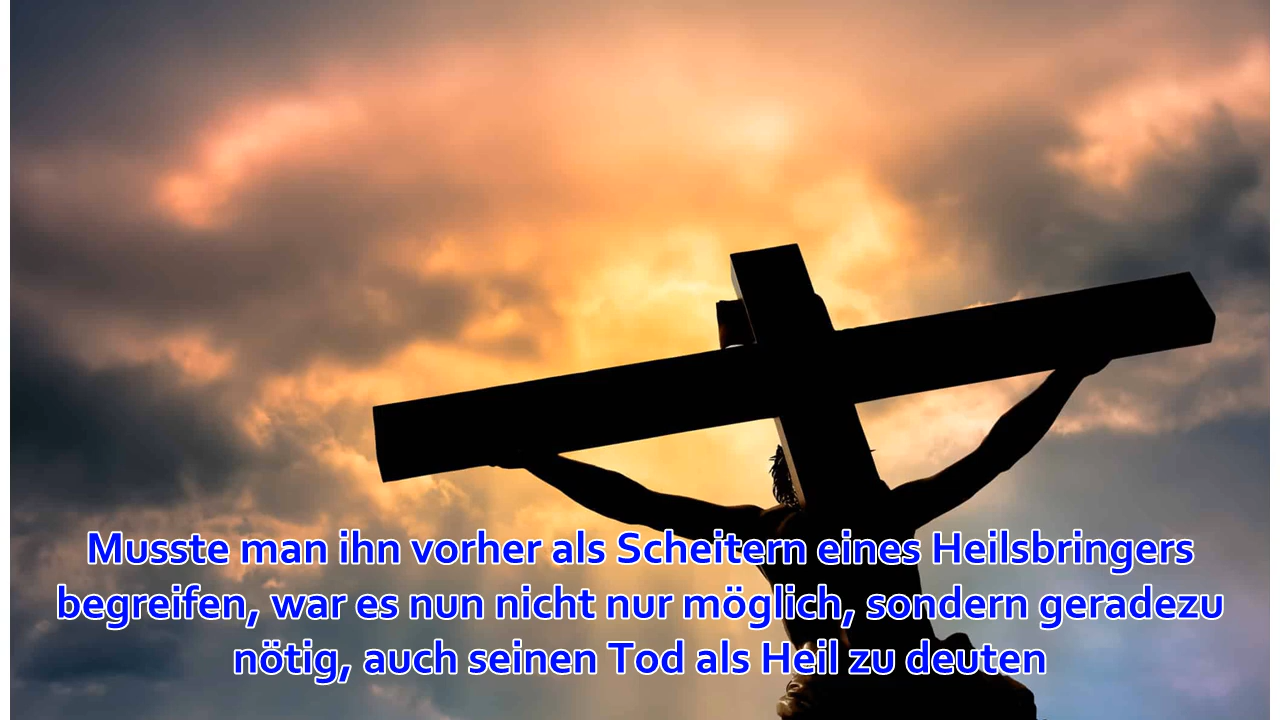 Musste man ihn vorher als Scheitern eines Heilsbringers
begreifen, war es nun nicht nur möglich, sondern geradezu
nötig, auch seinen Tod als Heil zu deuten